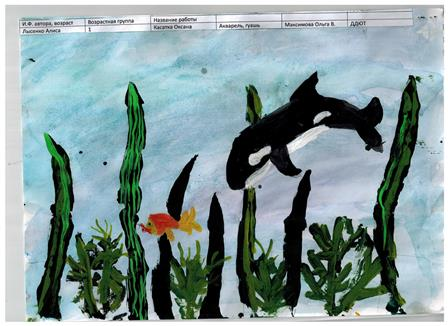 И.Ф. автора, возраст Возрастная группа Название работы
Лысенко Алиса 1 Касатка Оксана Акварель, гуашь Максимова Ольга В. ДДЮТ